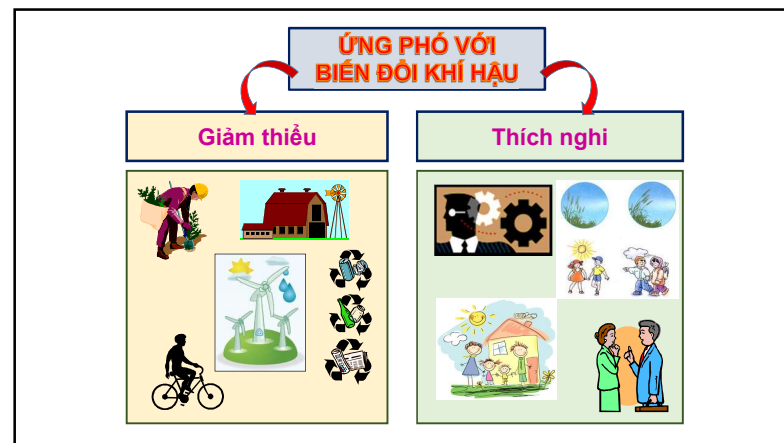 ỨNG PHÓ VỚI
BIẾN ĐỔI KHÍ HẬU
Giảm thiểu
Thích nghi